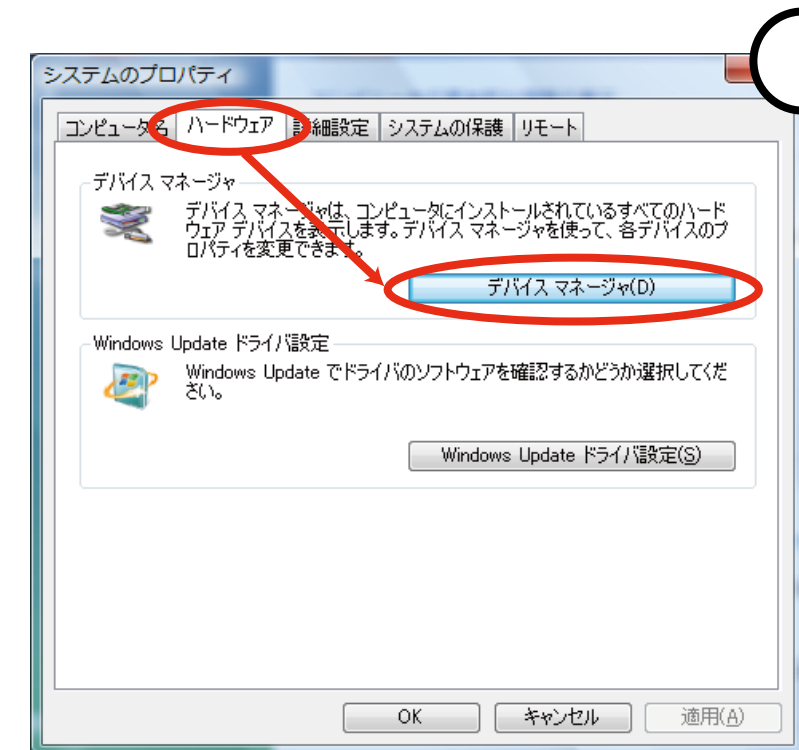 システムのプロパティ
コンピュータ名 ハードウェア 詳細設定 システムの保護 リモート
デバイス マネージャ
デバイス マネージャは、コンピュータにインストールされているすべてのハード
ウェア デバイスを表示します。デバイス マネージャを使って、各デバイスのプ
ロパティを変更できます。
デバイス マネージャ(D)
Windows Update ドライバ設定
Windows Update でドライバのソフトウェアを確認するかどうか選択してくだ
さい。
Windows Update ドライバ設定(S)
OK キャンセル 適用(A)